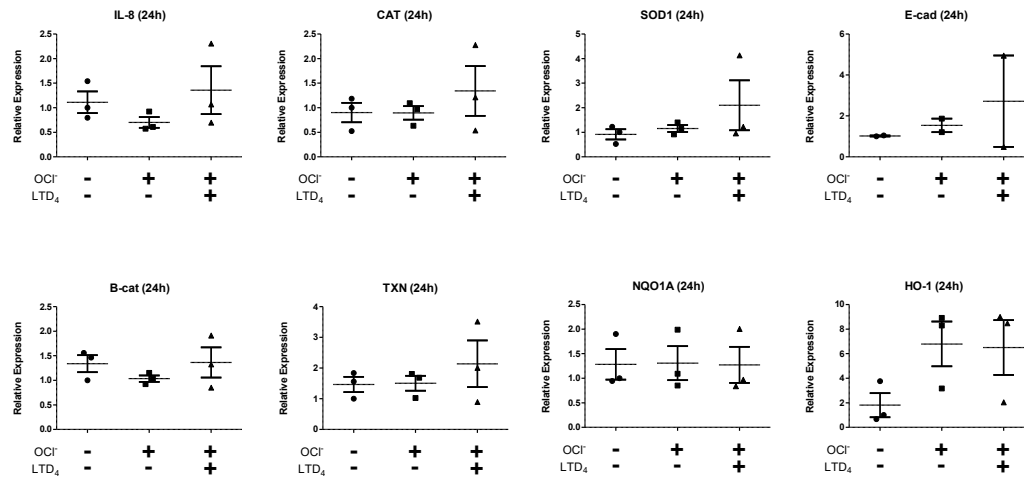 IL-8 (24h)
Relative Expression
2.5
2.0
1.5
1.0
0.5
0.0
OCl⁻ - + +
LTD₄ - - +
CAT (24h)
Relative Expression
2.5
2.0
1.5
1.0
0.5
0.0
OCl⁻ - + +
LTD₄ - - +
SOD1 (24h)
Relative Expression
5
4
3
2
1
0
OCl⁻ - + +
LTD₄ - - +
E-cad (24h)
Relative Expression
6
4
2
0
OCl⁻ - + +
LTD₄ - - +
B-cat (24h)
Relative Expression
2.5
2.0
1.5
1.0
0.5
0.0
OCl⁻ - + +
LTD₄ - - +
TXN (24h)
Relative Expression
4
3
2
1
0
OCl⁻ - + +
LTD₄ - - +
NQO1A (24h)
Relative Expression
2.5
2.0
1.5
1.0
0.5
0.0
OCl⁻ - + +
LTD₄ - - +
HO-1 (24h)
Relative Expression
10
8
6
4
2
0
OCl⁻ - + +
LTD₄ - - +